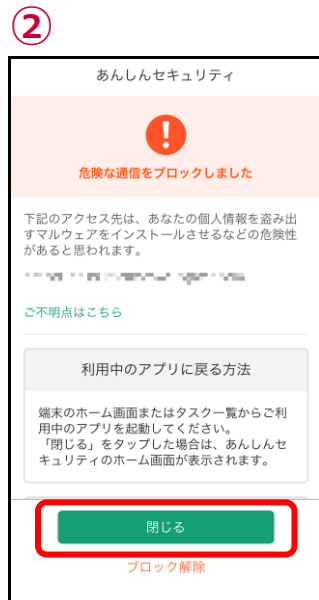 ②
あんしんセキュリティ
危険な通信をブロックしました
下記のアクセス先は、あなたの個人情報を盗み出
すマルウェアをインストールさせるなどの危険性
があると思われます。
ご不明点はこちら
利用中のアプリに戻る方法
端末のホーム画面またはタスク一覧からご利
用中のアプリを起動してください。
「閉じる」をタップした場合は、あんしんセ
キュリティのホーム画面が表示されます。
閉じる
ブロック解除